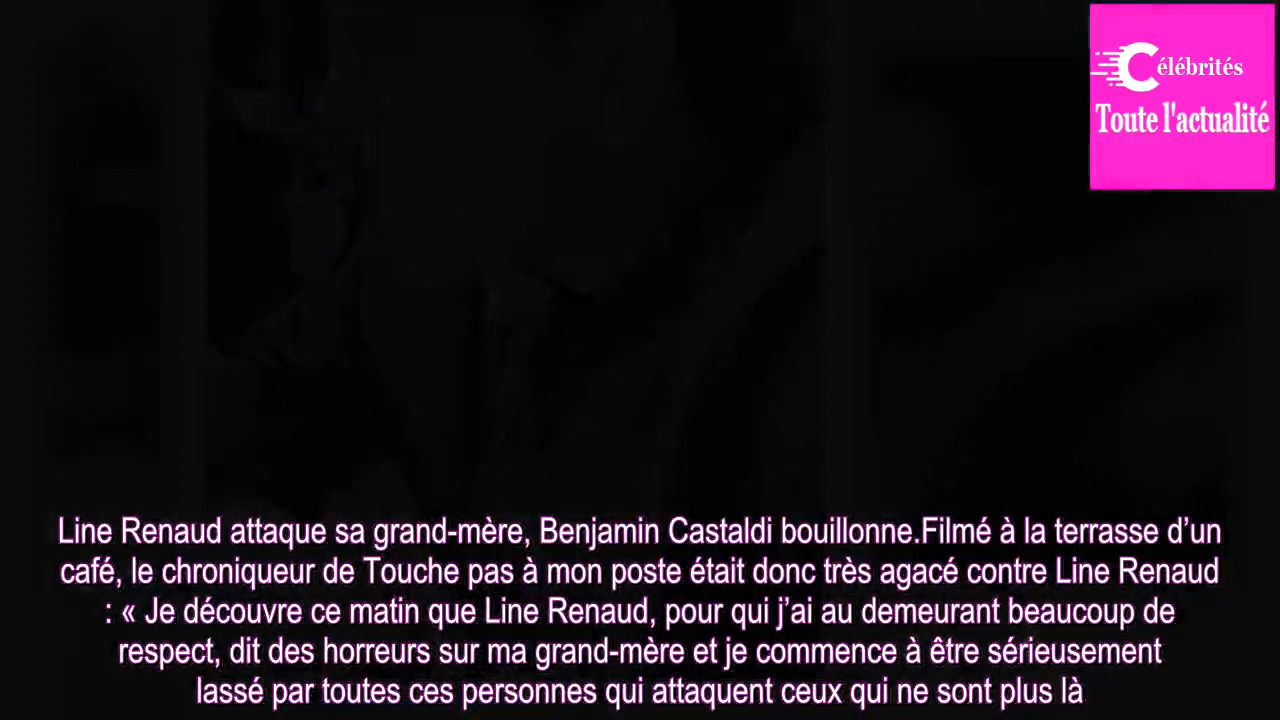 Célébrités
Toute l'actualité
Line Renaud attaque sa grand-mère, Benjamin Castaldi bouillonne.Filmé à la terrasse d’un
café, le chroniqueur de Touche pas à mon poste était donc très agacé contre Line Renaud
: « Je découvre ce matin que Line Renaud, pour qui j’ai au demeurant beaucoup de
respect, dit des horreurs sur ma grand-mère et je commence à être sérieusement
lassé par toutes ces personnes qui attaquent ceux qui ne sont plus là